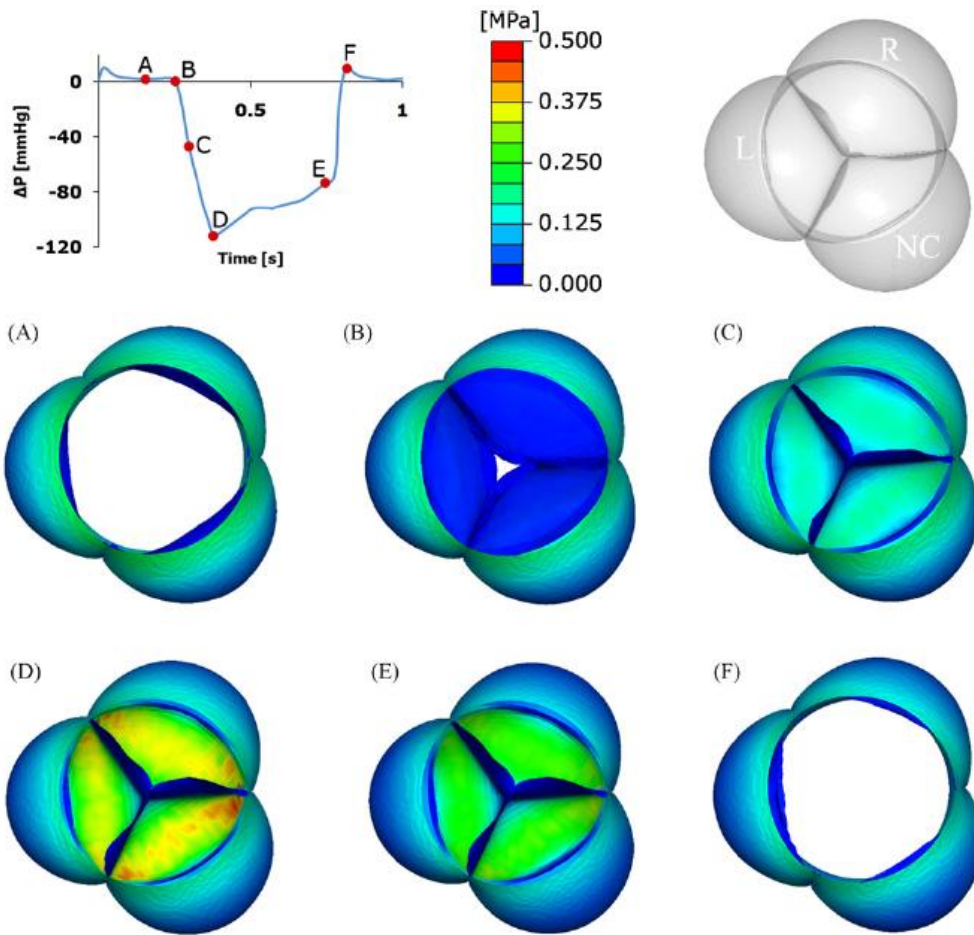 [MPa]
A
B
C
D
E
F
0
-40
-80
-120
0.5
1
ΔP [mmHg]
Time [s]
0.500
0.375
0.250
0.125
0.000
R
L
NC
(A)
(B)
(C)
(D)
(E)
(F)